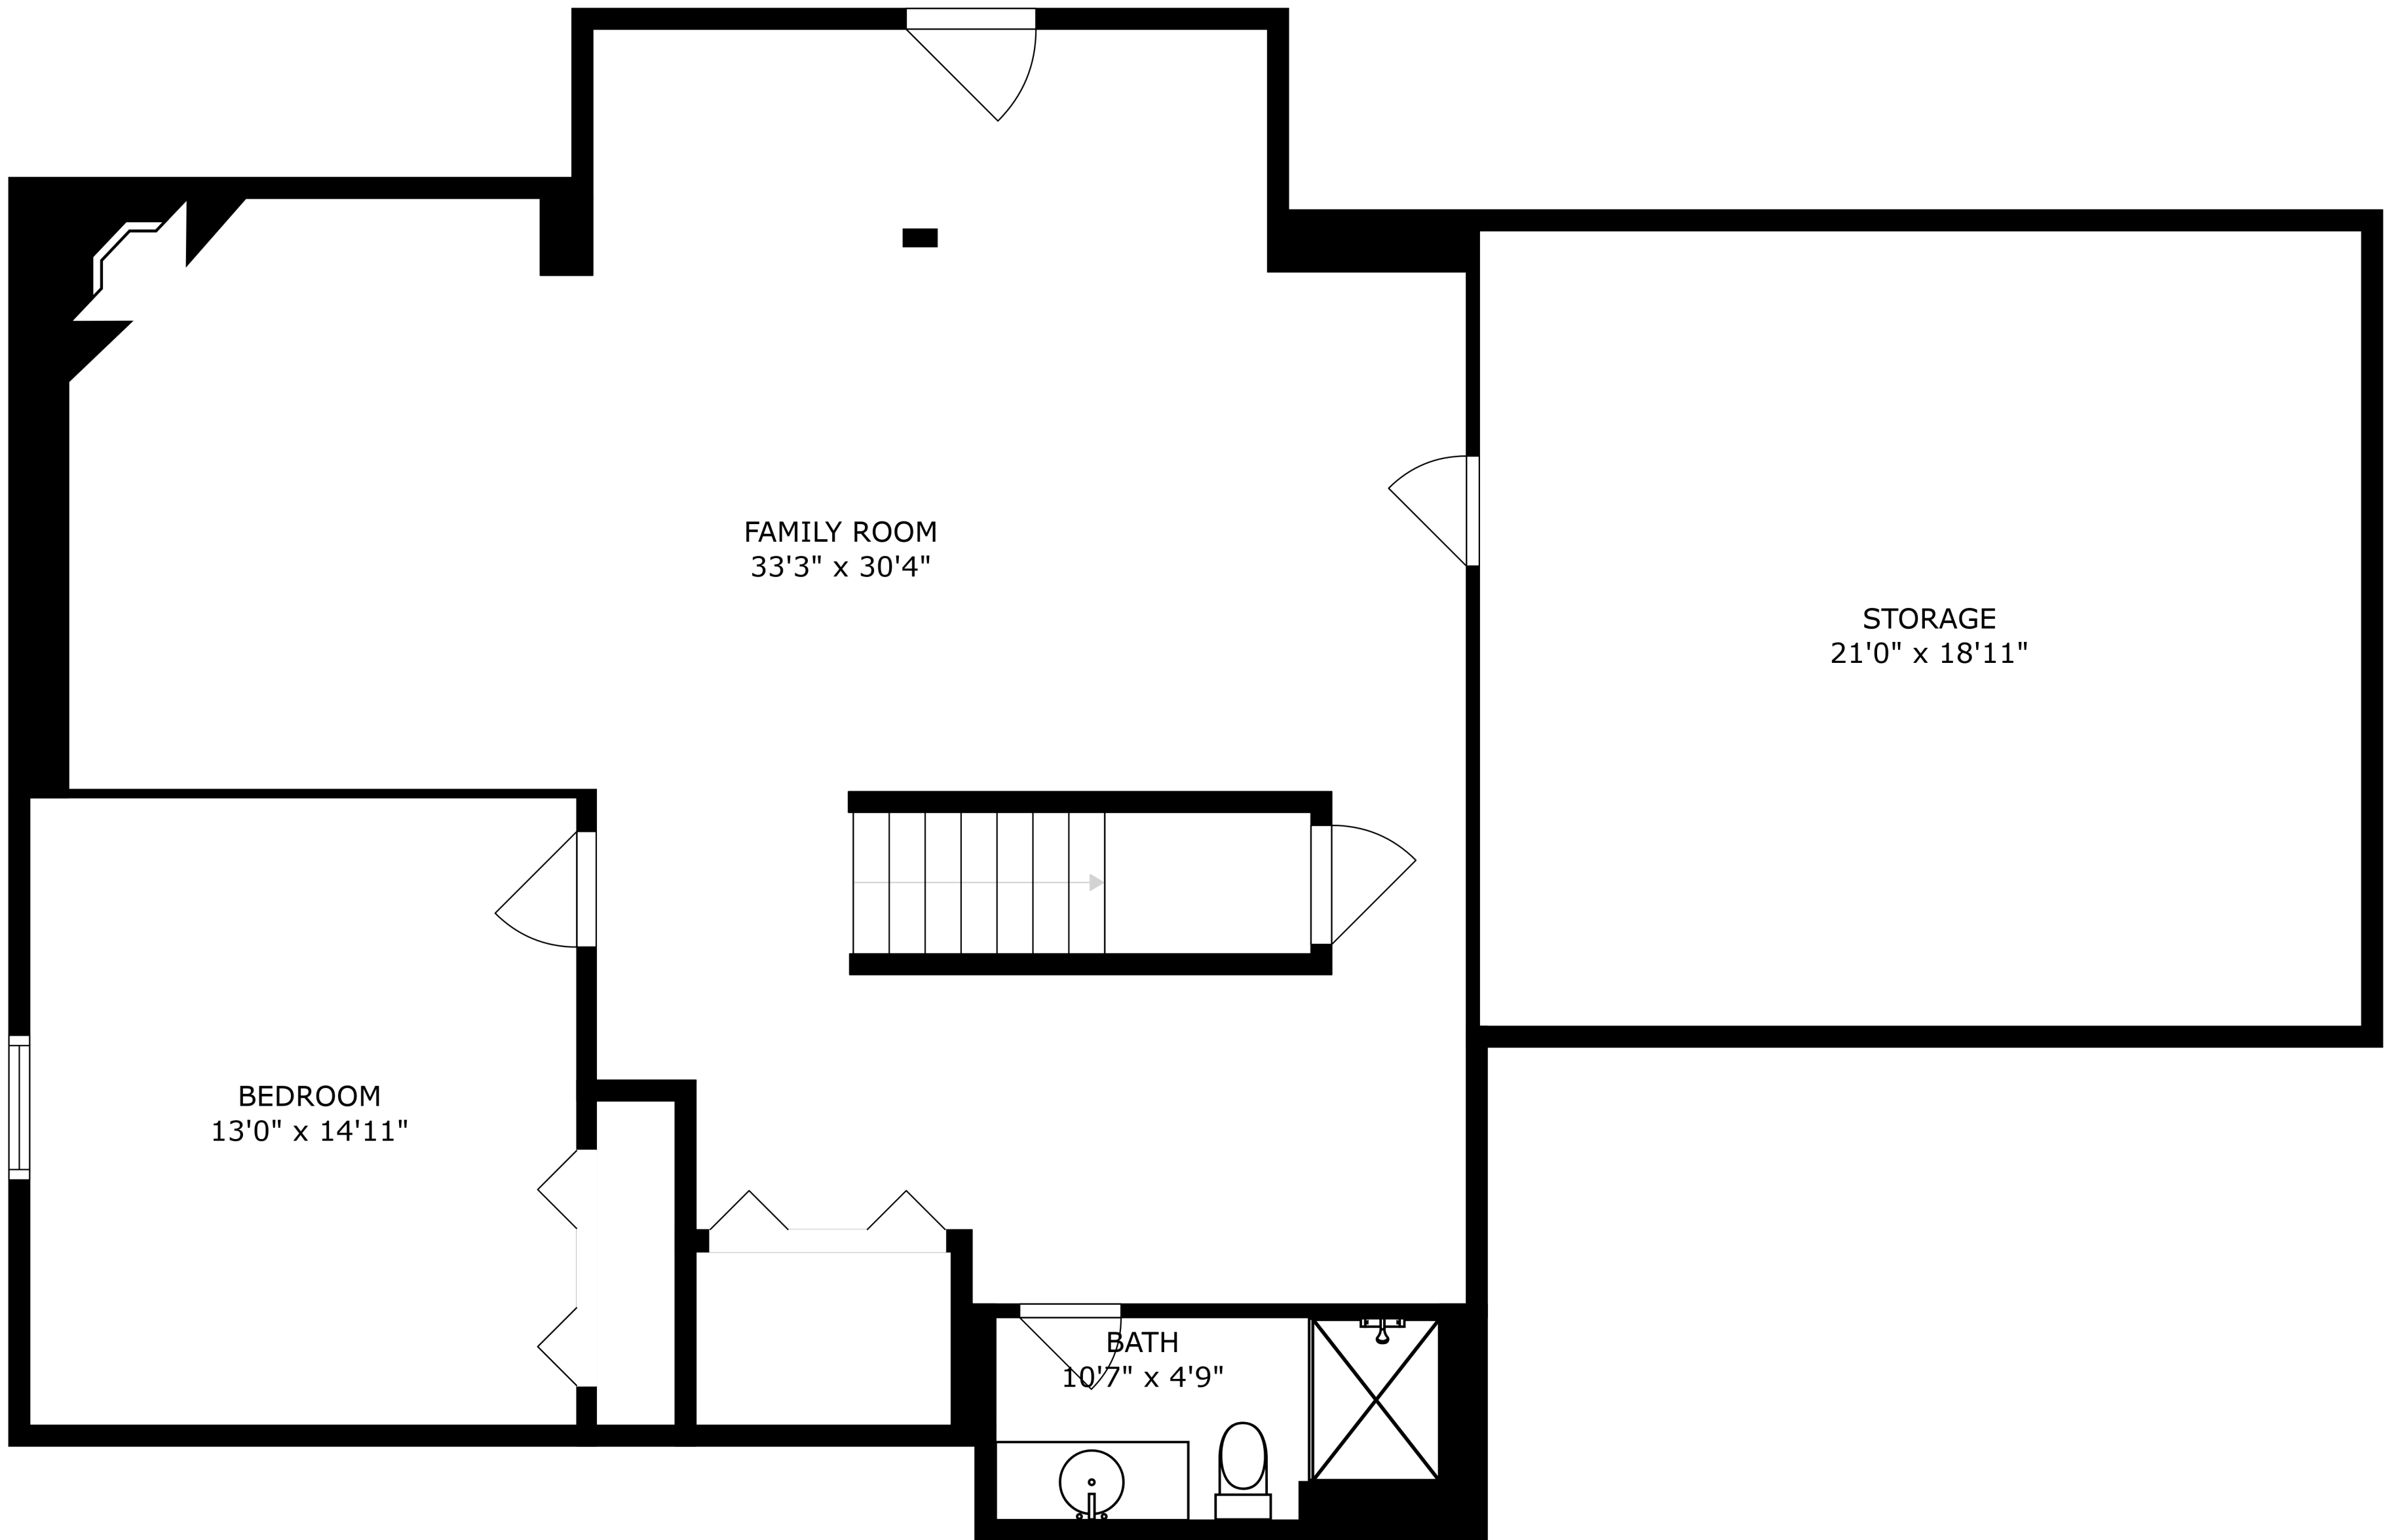 FAMILY ROOM
33'3" x 30'4"
STORAGE
21'0" x 18'11"
BEDROOM
13'0" x 14'11"
BATH
10'7" x 4'9"